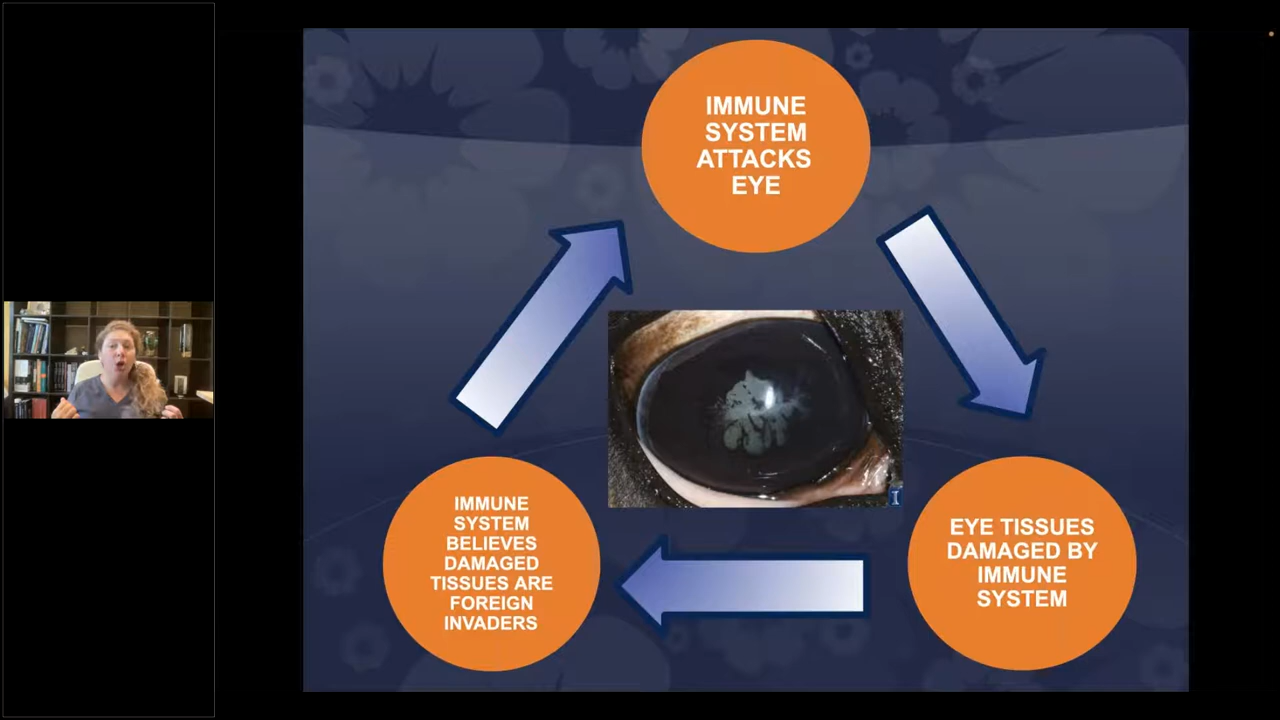 IMMUNE
SYSTEM
ATTACKS
EYE
EYE TISSUES
DAMAGED BY
IMMUNE
SYSTEM
IMMUNE
SYSTEM
BELIEVES
DAMAGED
TISSUES ARE
FOREIGN
INVADERS
I